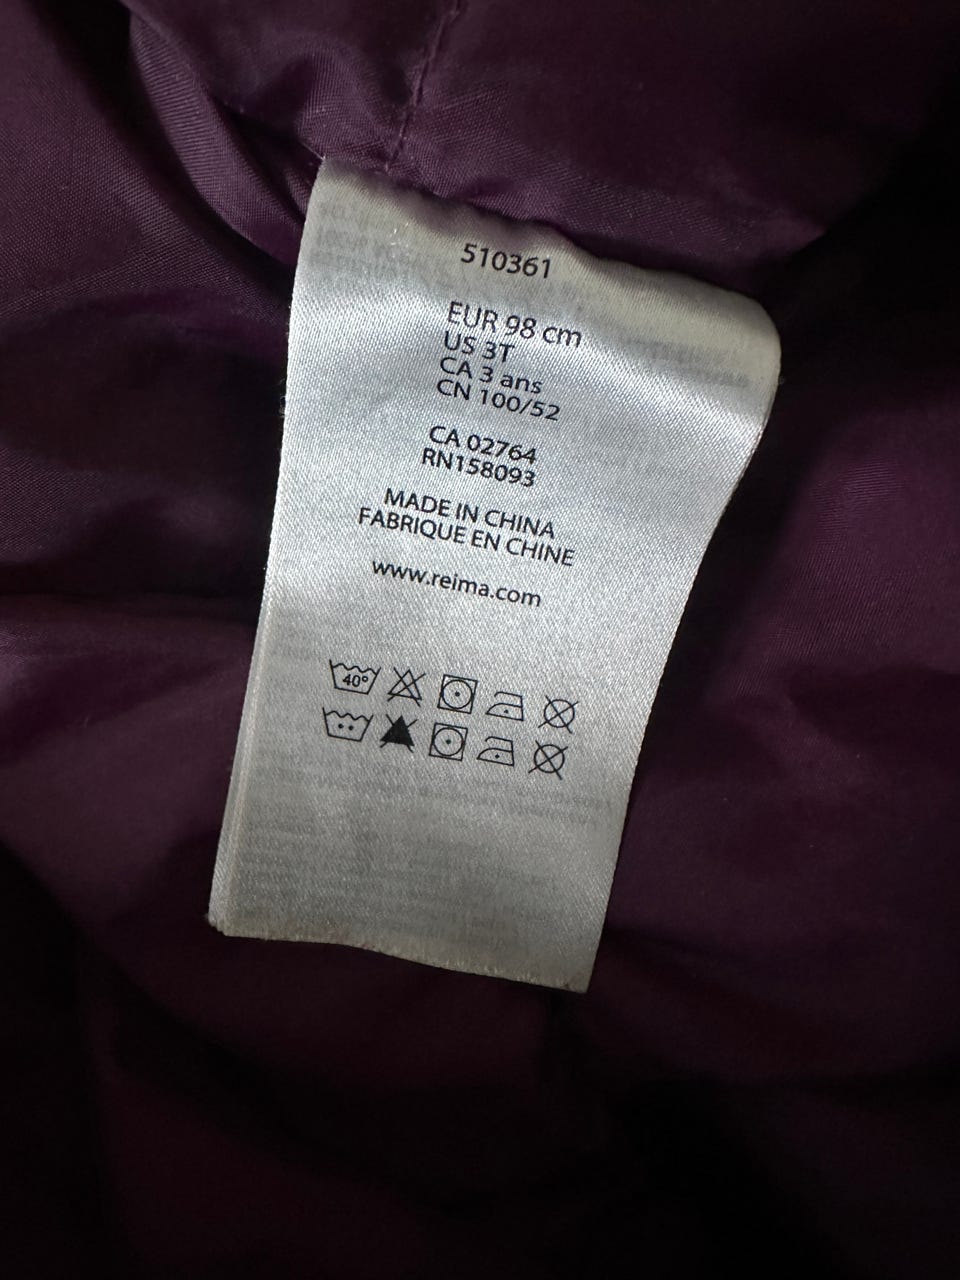 510361
EUR 98 cm
US 3T
CA 3 ans
CN 100/52
CA 02764
RN158093
MADE IN CHINA
FABRIQUE EN CHINE
www.reima.com
40°